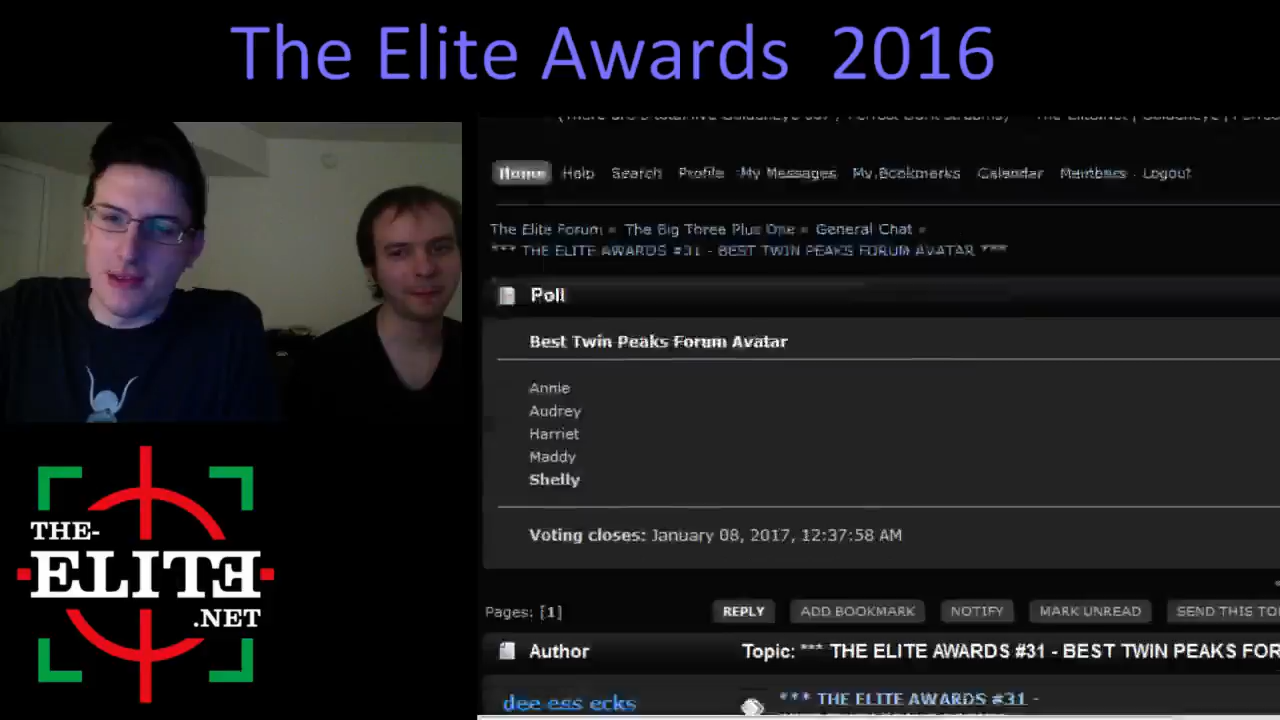 The Elite Awards 2016
Home Help Search Profile My Messages My Bookmarks Calendar Members Logout
The Elite Forum » The Big Three Plus One » General Chat »
*** THE ELITE AWARDS #31 - BEST TWIN PEAKS FORUM AVATAR ***
Poll
Best Twin Peaks Forum Avatar
Annie
Audrey
Harriet
Maddy
Shelly
Voting closes: January 08, 2017, 12:37:58 AM
Pages: [1]
REPLY ADD BOOKMARK NOTIFY MARK UNREAD SEND THIS TO
Author Topic: *** THE ELITE AWARDS #31 - BEST TWIN PEAKS FOR
dee ess ecks *** THE ELITE AWARDS #31 -
THE-
ELITE
.NET